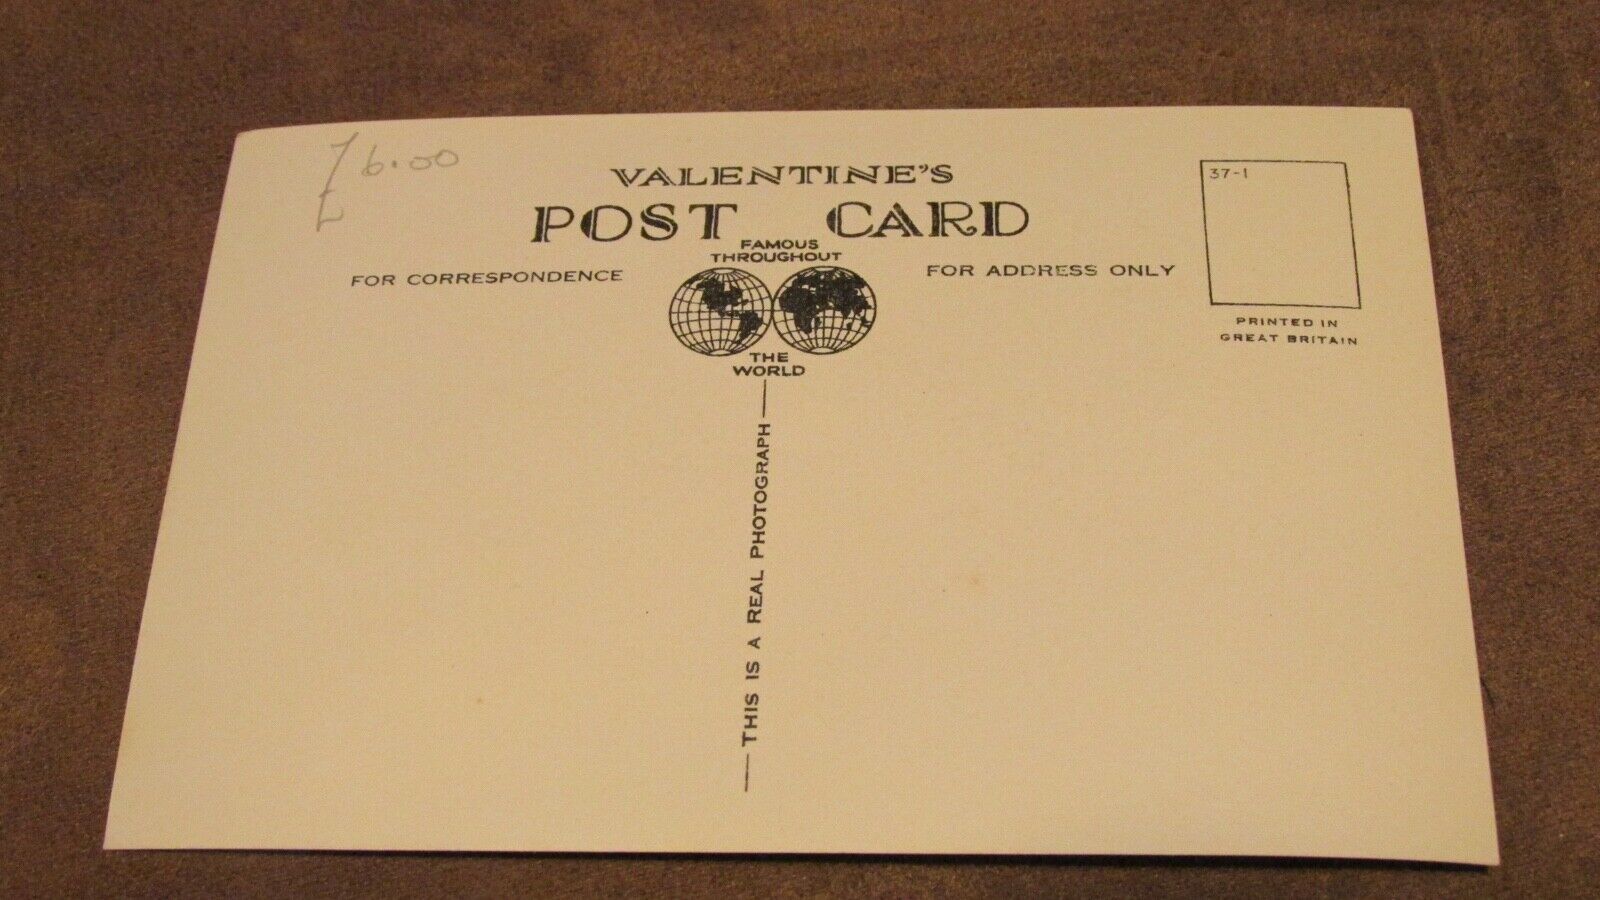 6.00
VALENTINE'S
POST CARD
FAMOUS
THROUGHOUT
THE
WORLD
FOR CORRESPONDENCE
FOR ADDRESS ONLY
37-1
PRINTED IN
GREAT BRITAIN
THIS IS A REAL PHOTOGRAPH